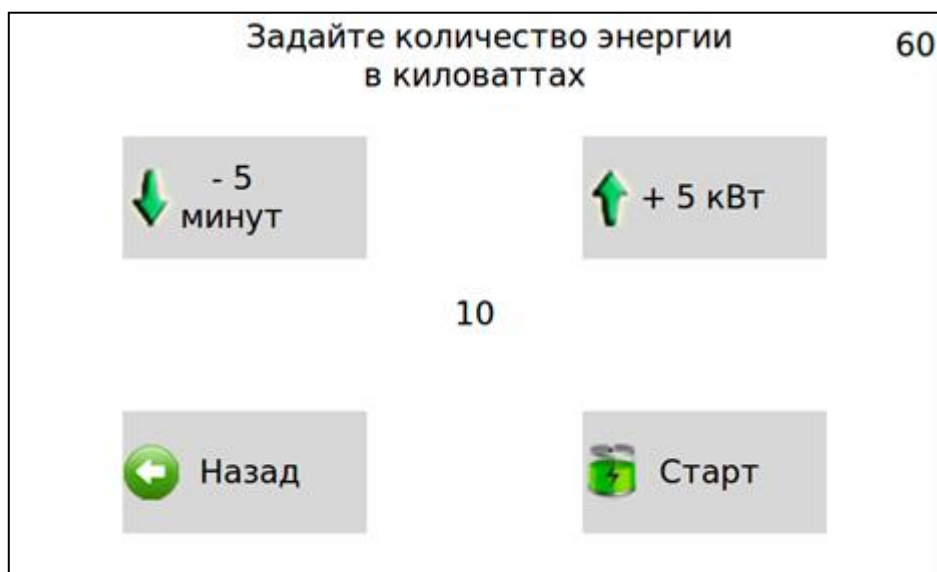 Задайте количество энергии
в киловаттах
60
- 5
минут
+ 5 кВт
10
Назад
Старт